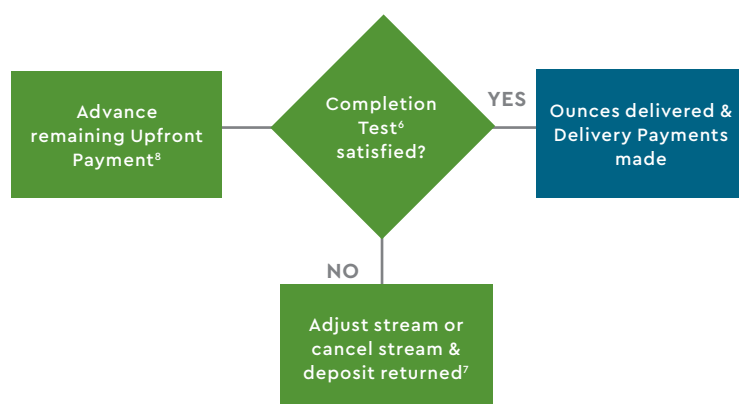 Advance
remaining Upfront
Payment⁸
Completion
Test⁶
satisfied?
YES
Ounces delivered &
Delivery Payments
made
NO
Adjust stream or
cancel stream &
deposit returned⁷